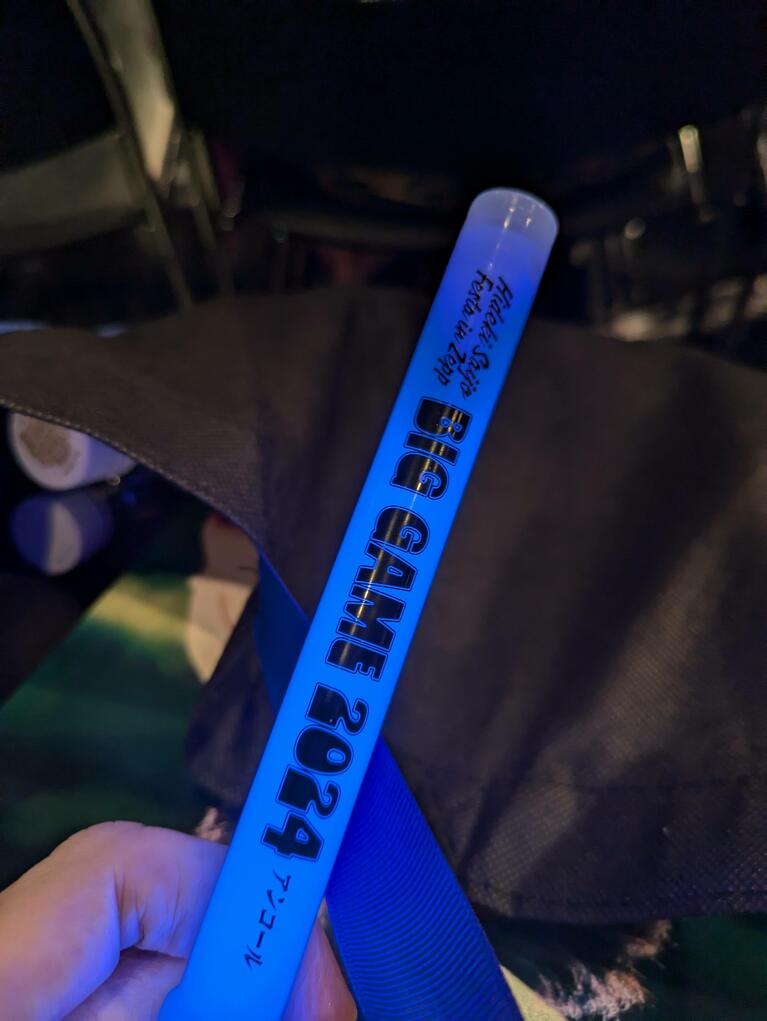 Hideki Saijo
Festa in Zepp
BIG GAME 2024
アンコール